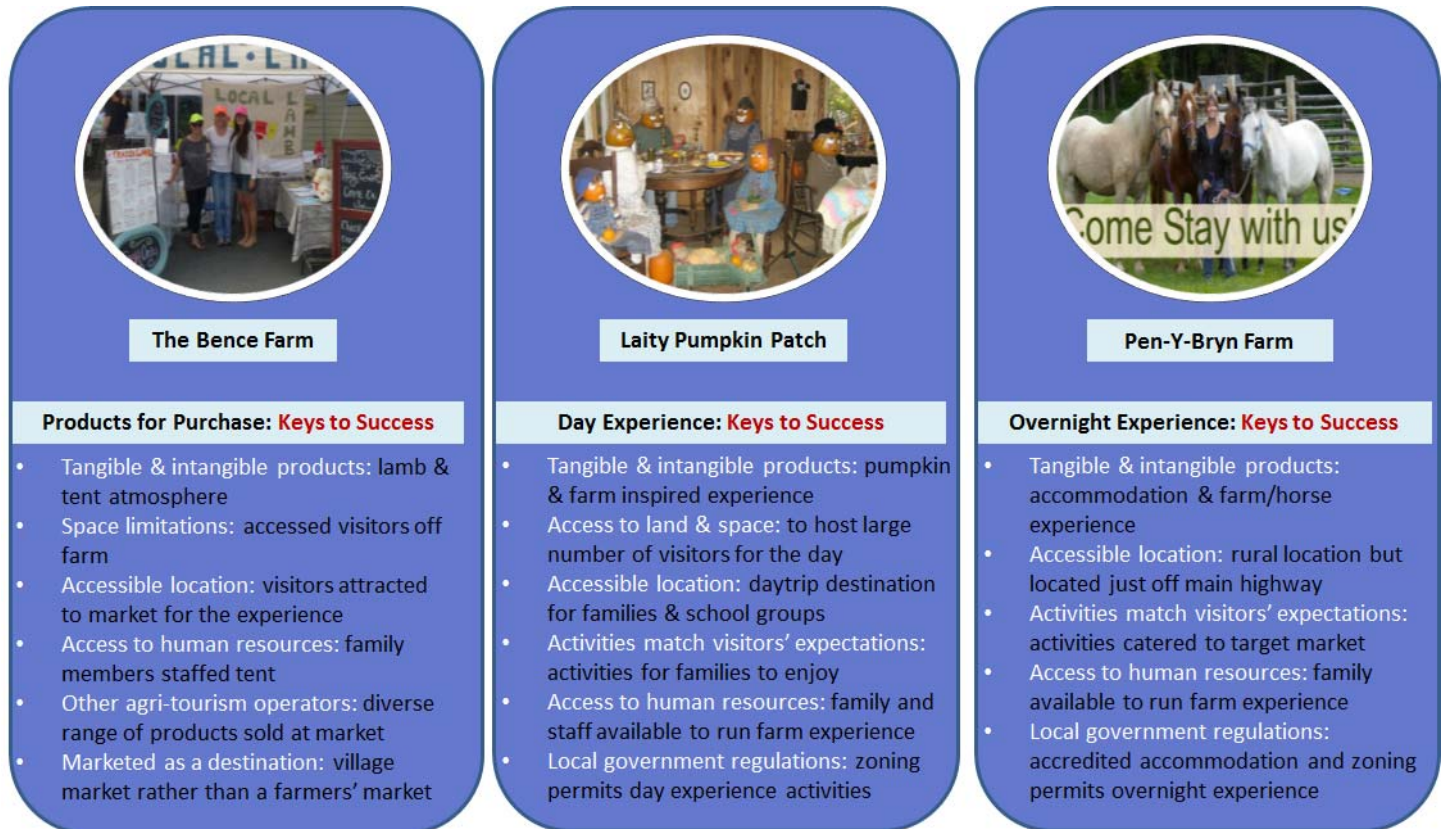 LOCAL
LAMB
Come Stay with us!
The Bence Farm
Products for Purchase: Keys to Success
• Tangible & intangible products: lamb &
tent atmosphere
• Space limitations: accessed visitors off
farm
• Accessible location: visitors attracted
to market for the experience
• Access to human resources: family
members staffed tent
• Other agri-tourism operators: diverse
range of products sold at market
• Marketed as a destination: village
market rather than a farmers' market
Laity Pumpkin Patch
Day Experience: Keys to Success
• Tangible & intangible products: pumpkin
& farm inspired experience
• Access to land & space: to host large
number of visitors for the day
• Accessible location: daytrip destination
for families & school groups
• Activities match visitors' expectations:
activities for families to enjoy
• Access to human resources: family and
staff available to run farm experience
• Local government regulations: zoning
permits day experience activities
Pen-Y-Bryn Farm
Overnight Experience: Keys to Success
• Tangible & intangible products:
accommodation & farm/horse
experience
• Accessible location: rural location but
located just off main highway
• Activities match visitors' expectations:
activities catered to target market
• Access to human resources: family
available to run farm experience
• Local government regulations:
accredited accommodation and zoning
permits overnight experience